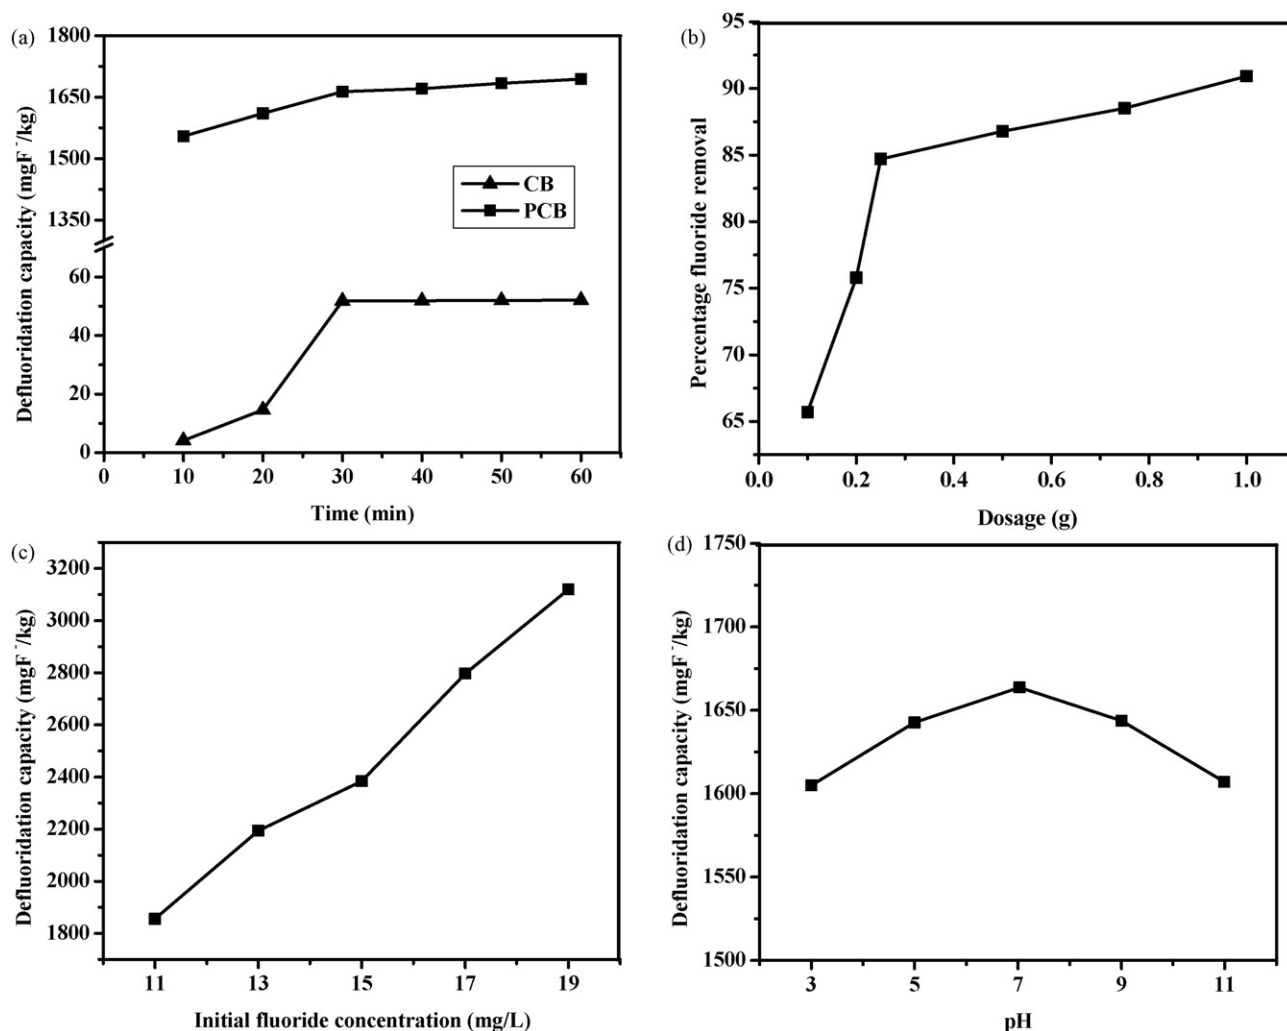 (a)
Defluoridation capacity (mgF⁻/kg)
1800
1650
1500
1350
60
40
20
0
CB
PCB
0 10 20 30 40 50 60
Time (min)
(b)
Percentage fluoride removal
95
90
85
80
75
70
65
0.0 0.2 0.4 0.6 0.8 1.0
Dosage (g)
(c)
Defluoridation capacity (mgF⁻/kg)
3200
3000
2800
2600
2400
2200
2000
1800
11 13 15 17 19
Initial fluoride concentration (mg/L)
(d)
Defluoridation capacity (mgF⁻/kg)
1750
1700
1650
1600
1550
1500
3 5 7 9 11
pH